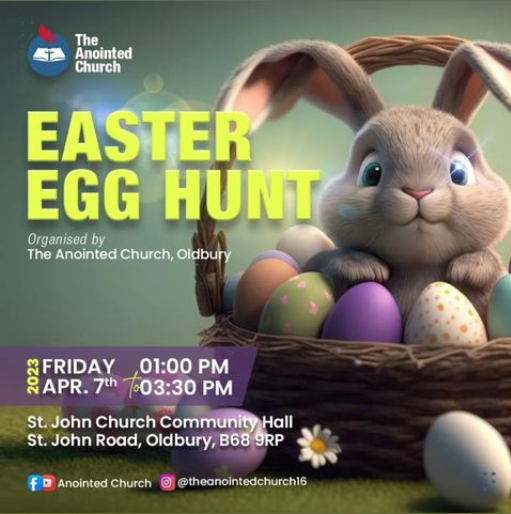 The
Anointed
Church
EASTER
EGG HUNT
Organised by
The Anointed Church, Oldbury
2023
FRIDAY
APR. 7th
to
01:00 PM
03:30 PM
St. John Church Community Hall
St. John Road, Oldbury, B68 9RP
Anointed Church @theanointedchurch16